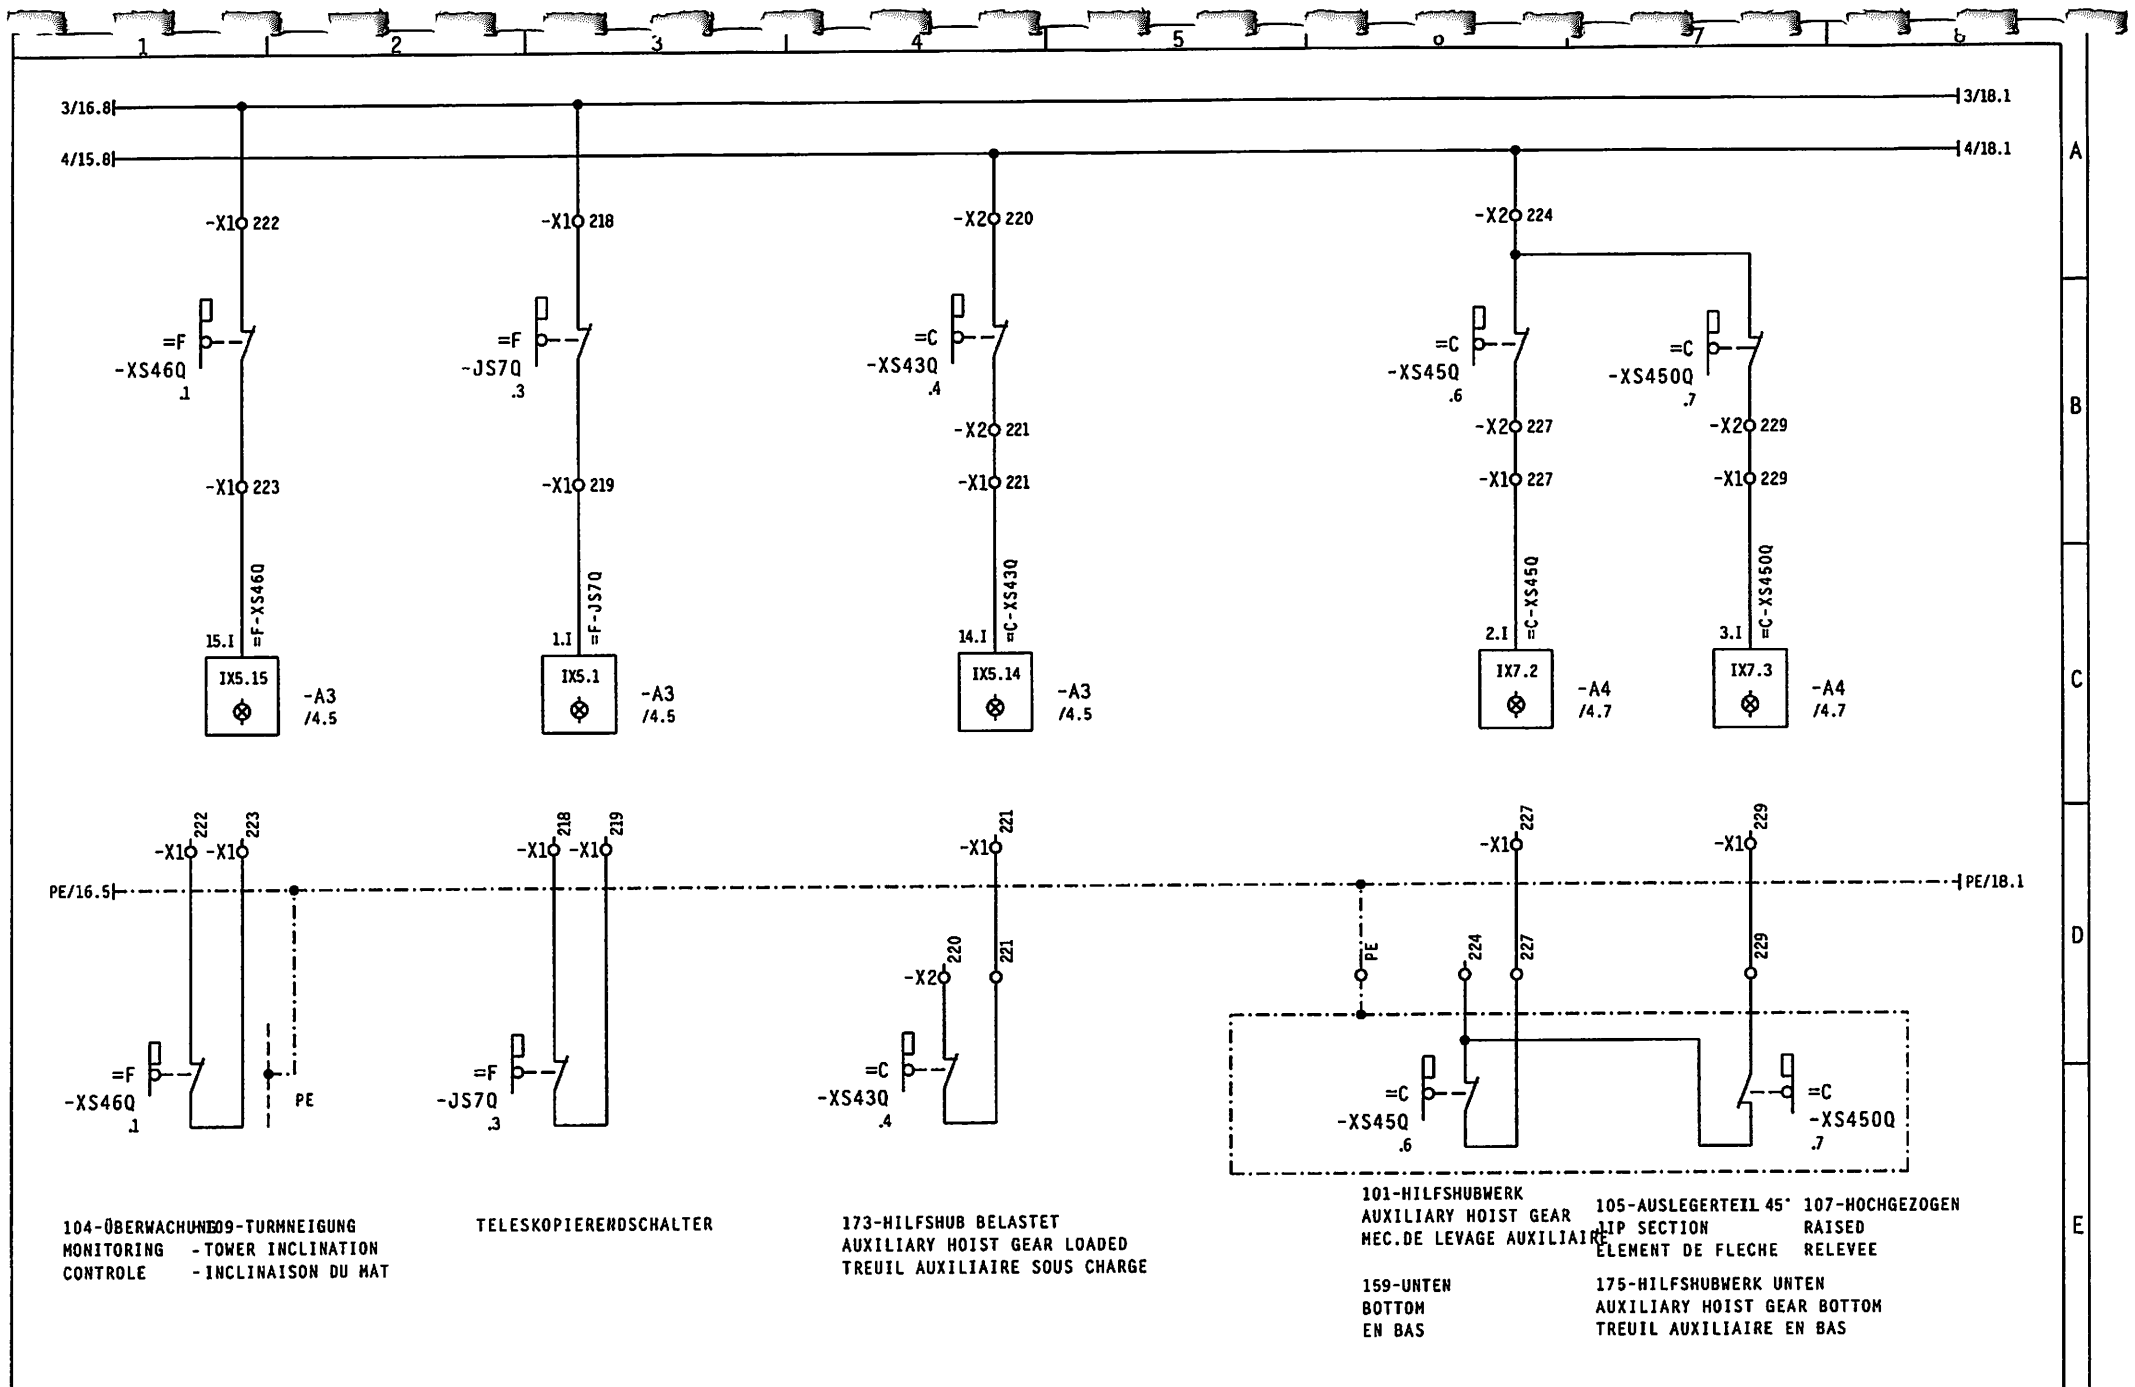 1 2 3 4 5 7
3/16.8 3/18.1
4/15.8 4/18.1
A
-X1 222 -X1 218 -X2 220 -X2 224
=F =F =C =C =C
-XS46Q -JS7Q -XS43Q -XS45Q -XS450Q
.1 .3 .4 .6 .7
B
-X2 221 -X2 227 -X2 229
-X1 223 -X1 219 -X1 221 -X1 227 -X1 229
=F-XS46Q =F-JS7Q =C-XS43Q =C-XS45Q =C-XS450Q
15.I 1.I 14.I 2.I 3.I
IX5.15 IX5.1 IX5.14 IX7.2 IX7.3
C
-A3 -A3 -A3 -A4 -A4
/4.5 /4.5 /4.5 /4.7 /4.7
222 223 218 219 221 227 229
-X1 -X1 -X1 -X1 -X1 -X1 -X1
PE/16.5 PE/18.1
D
220 221 PE 224 227 229
-X2
=F PE =F =C =C =C
-XS46Q -JS7Q -XS43Q -XS45Q -XS450Q
.1 .3 .4 .6 .7
E
104-ÜBERWACHUNG
109-TURMNEIGUNG
MONITORING - TOWER INCLINATION
CONTROLE - INCLINAISON DU MAT
TELESKOPIERENDSCHALTER
173-HILFSHUB BELASTET
AUXILIARY HOIST GEAR LOADED
TREUIL AUXILIAIRE SOUS CHARGE
101-HILFSHUBWERK
AUXILIARY HOIST GEAR
MEC.DE LEVAGE AUXILIAIRE
105-AUSLEGERTEIL 45°
JIP SECTION
ELEMENT DE FLECHE
107-HOCHGEZOGEN
RAISED
RELEVEE
159-UNTEN
BOTTOM
EN BAS
175-HILFSHUBWERK UNTEN
AUXILIARY HOIST GEAR BOTTOM
TREUIL AUXILIAIRE EN BAS